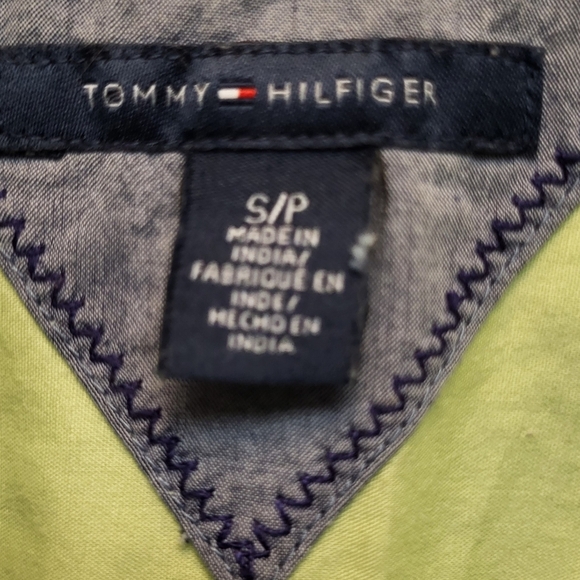 TOMMY HILFIGER
S/P
MADE IN
INDIA/
FABRIQUÉ EN
INDE/
HECHO EN
INDIA